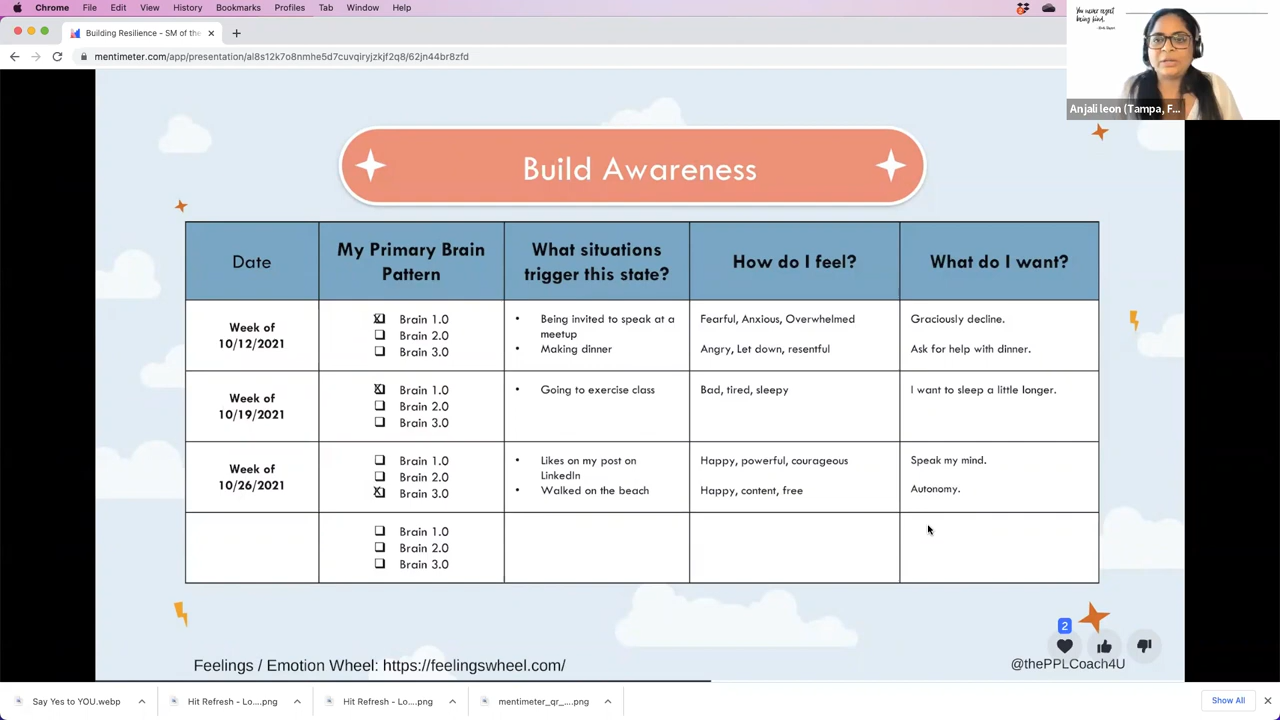 Chrome File Edit View History Bookmarks Profiles Tab Window Help
Building Resilience - SM of the
mentimeter.com/app/presentation/al8s12k7o8nmhe5d7cuvqiryjzkjf2q8/62jn44br8zfd
You never regret
being kind.
Anjali leon (Tampa, F...
Build Awareness
Date
My Primary Brain
Pattern
What situations
trigger this state?
How do I feel?
What do I want?
Week of
10/12/2021
X Brain 1.0
Brain 2.0
Brain 3.0
• Being invited to speak at a
meetup
• Making dinner
Fearful, Anxious, Overwhelmed
Angry, Let down, resentful
Graciously decline.
Ask for help with dinner.
Week of
10/19/2021
X Brain 1.0
Brain 2.0
Brain 3.0
• Going to exercise class
Bad, tired, sleepy
I want to sleep a little longer.
Week of
10/26/2021
Brain 1.0
Brain 2.0
X Brain 3.0
• Likes on my post on
LinkedIn
• Walked on the beach
Happy, powerful, courageous
Happy, content, free
Speak my mind.
Autonomy.
Brain 1.0
Brain 2.0
Brain 3.0
2
Feelings / Emotion Wheel: https://feelingswheel.com/
@thePPLCoach4U
Say Yes to YOU.webp
Hit Refresh - Lo....png
Hit Refresh - Lo....png
mentimeter_qr_....png
Show All